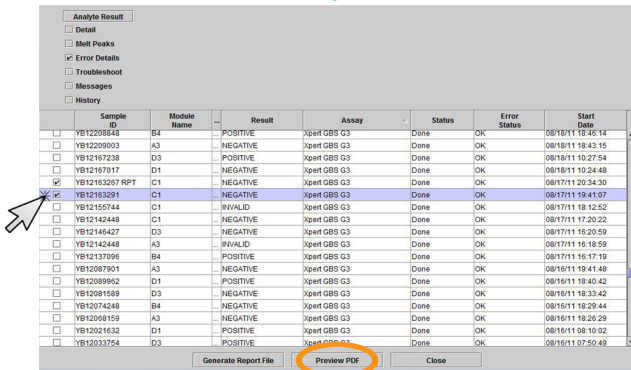 Analyte Result
Detail
Melt Peaks
Error Details
Troubleshoot
Messages
History
Sample ID Module Name ... Result Assay Status Error Status Start Date
YB12208848 B4 ... POSITIVE Xpert GBS G3 Done OK 08/18/11 18:46:14
YB12209003 A3 ... NEGATIVE Xpert GBS G3 Done OK 08/18/11 18:43:15
YB12167238 D3 ... POSITIVE Xpert GBS G3 Done OK 08/18/11 10:27:54
YB12167017 D1 ... NEGATIVE Xpert GBS G3 Done OK 08/18/11 10:24:48
YB12163267 RPT C1 ... NEGATIVE Xpert GBS G3 Done OK 08/17/11 20:34:30
YB12163291 C1 ... NEGATIVE Xpert GBS G3 Done OK 08/17/11 19:41:07
YB12155744 C1 ... INVALID Xpert GBS G3 Done OK 08/17/11 18:12:52
YB12142448 C1 ... NEGATIVE Xpert GBS G3 Done OK 08/17/11 17:20:22
YB12146427 D3 ... NEGATIVE Xpert GBS G3 Done OK 08/17/11 16:20:59
YB12142448 A3 ... INVALID Xpert GBS G3 Done OK 08/17/11 16:18:59
YB12137096 B4 ... POSITIVE Xpert GBS G3 Done OK 08/17/11 16:17:19
YB12087901 A3 ... NEGATIVE Xpert GBS G3 Done OK 08/16/11 19:41:48
YB12089962 D1 ... POSITIVE Xpert GBS G3 Done OK 08/16/11 18:40:42
YB12081589 D3 ... NEGATIVE Xpert GBS G3 Done OK 08/16/11 18:33:42
YB12074248 B4 ... NEGATIVE Xpert GBS G3 Done OK 08/16/11 18:29:44
YB12068159 A3 ... NEGATIVE Xpert GBS G3 Done OK 08/16/11 18:26:29
YB12021632 D1 ... POSITIVE Xpert GBS G3 Done OK 08/16/11 08:10:02
YB12033754 D3 ... POSITIVE Xpert GBS G3 Done OK 08/16/11 07:50:49
Generate Report File Preview PDF Close